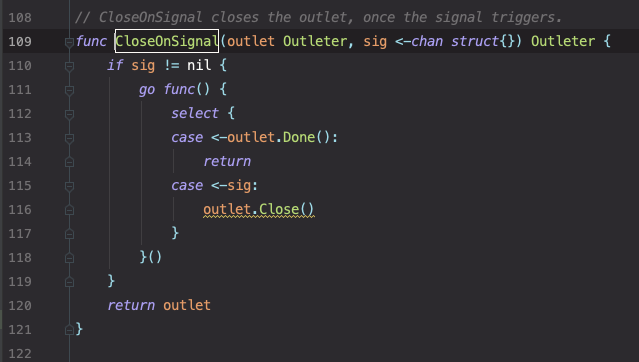 108 // CloseOnSignal closes the outlet, once the signal triggers.
109 func CloseOnSignal(outlet Outleter, sig <-chan struct{}) Outleter {
110     if sig != nil {
111         go func() {
112             select {
113             case <-outlet.Done():
114                 return
115             case <-sig:
116                 outlet.Close()
117             }
118         }()
119     }
120     return outlet
121 }
122